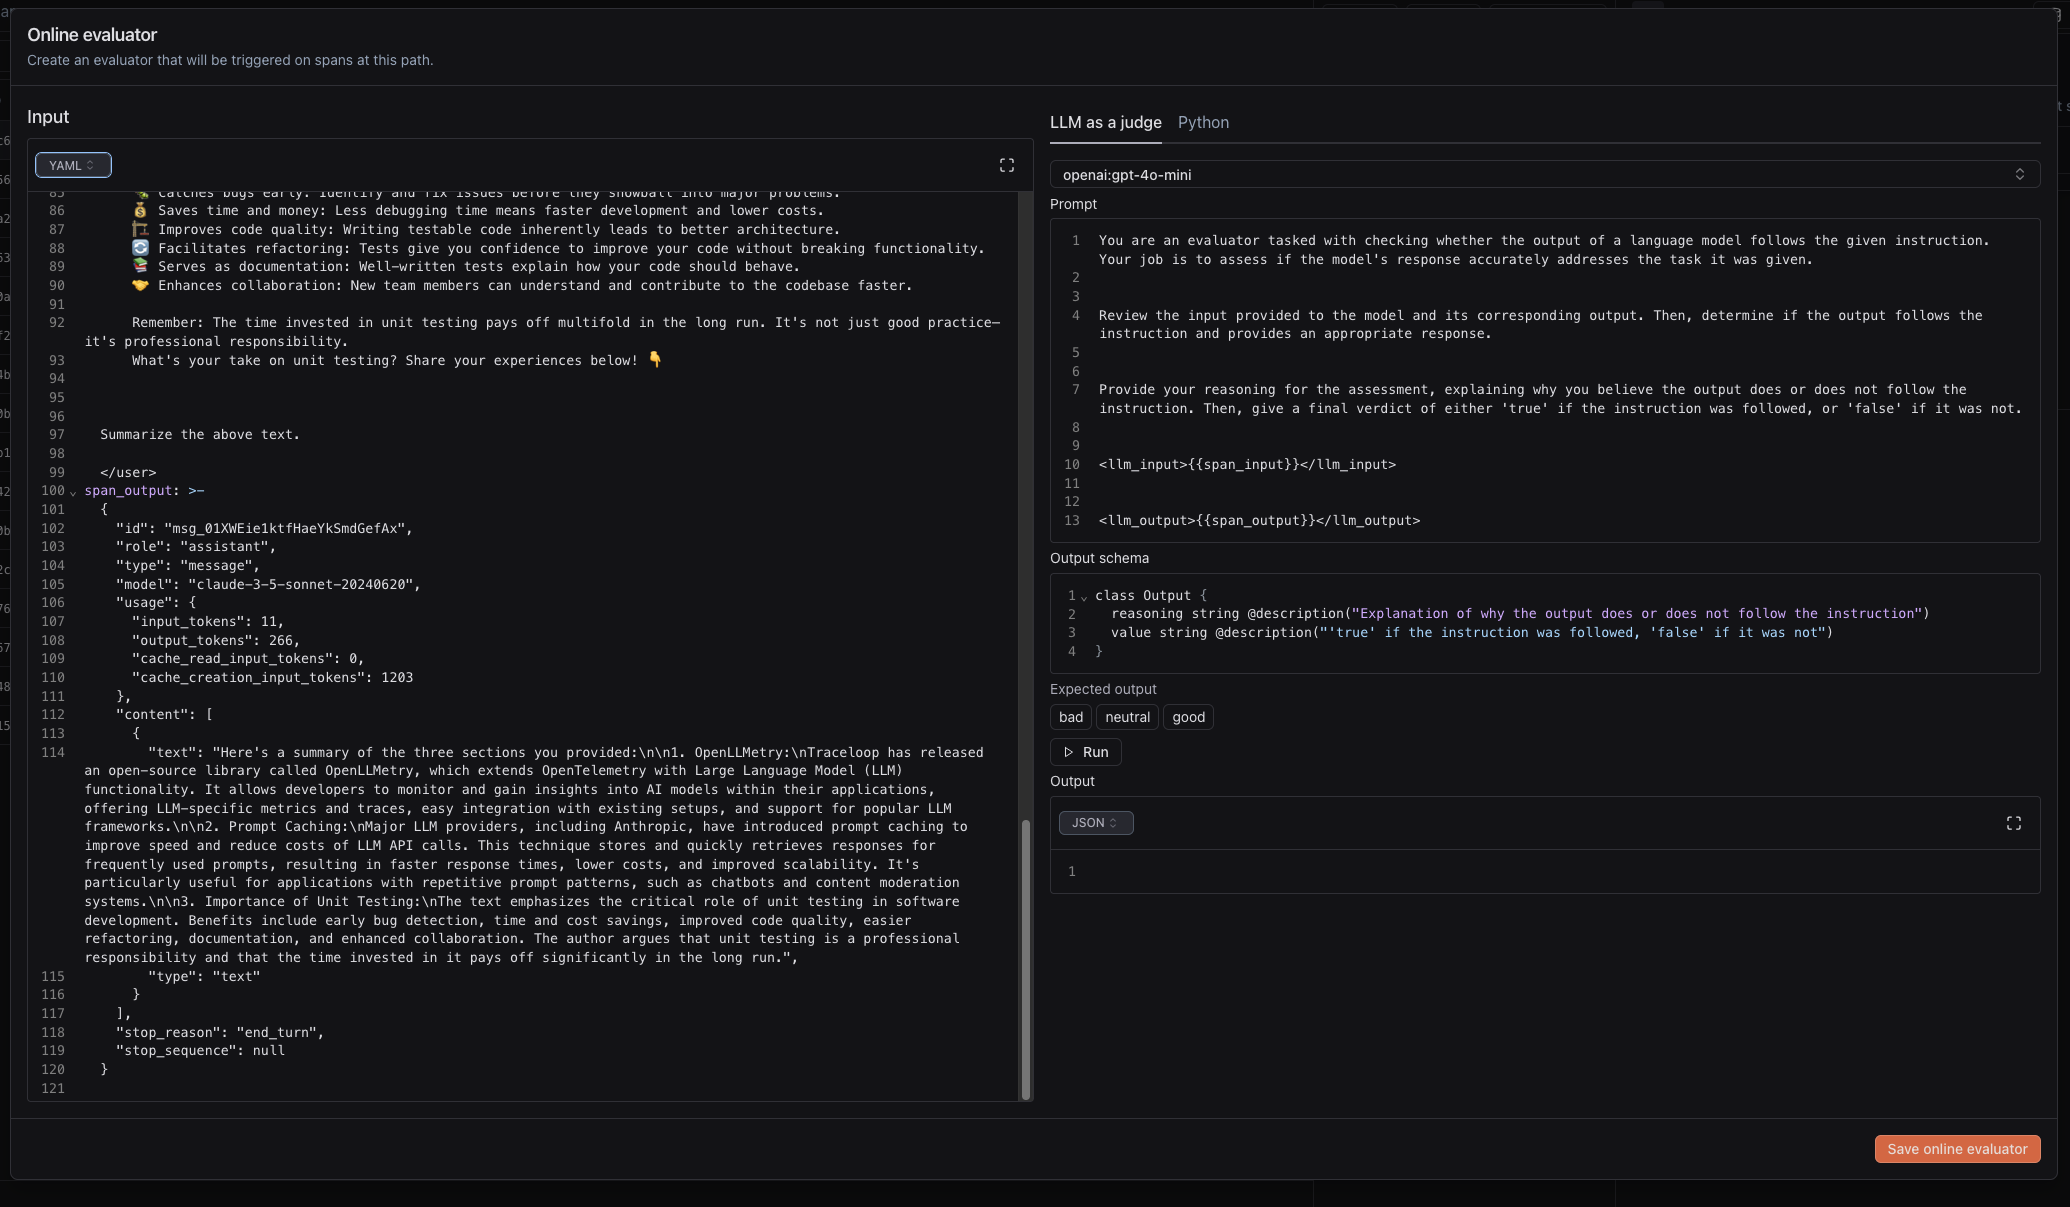 Online evaluator
Create an evaluator that will be triggered on spans at this path.
Input
YAML
85 Catches bugs early: Identify and fix issues before they snowball into major problems.
86 💰 Saves time and money: Less debugging time means faster development and lower costs.
87 🏗️ Improves code quality: Writing testable code inherently leads to better architecture.
88 🔄 Facilitates refactoring: Tests give you confidence to improve your code without breaking functionality.
89 📚 Serves as documentation: Well-written tests explain how your code should behave.
90 🤝 Enhances collaboration: New team members can understand and contribute to the codebase faster.
91
92 Remember: The time invested in unit testing pays off multifold in the long run. It's not just good practice—
it's professional responsibility.
93 What's your take on unit testing? Share your experiences below! 👇
94
95
96
97 Summarize the above text.
98
99 </user>
100 span_output: >-
101 {
102 "id": "msg_01XWEie1ktfHaeYkSmdGefAx",
103 "role": "assistant",
104 "type": "message",
105 "model": "claude-3-5-sonnet-20240620",
106 "usage": {
107 "input_tokens": 11,
108 "output_tokens": 266,
109 "cache_read_input_tokens": 0,
110 "cache_creation_input_tokens": 1203
111 },
112 "content": [
113 {
114 "text": "Here's a summary of the three sections you provided:\n\n1. OpenLLMetry:\nTraceloop has released
an open-source library called OpenLLMetry, which extends OpenTelemetry with Large Language Model (LLM)
functionality. It allows developers to monitor and gain insights into AI models within their applications,
offering LLM-specific metrics and traces, easy integration with existing setups, and support for popular LLM
frameworks.\n\n2. Prompt Caching:\nMajor LLM providers, including Anthropic, have introduced prompt caching to
improve speed and reduce costs of LLM API calls. This technique stores and quickly retrieves responses for
frequently used prompts, resulting in faster response times, lower costs, and improved scalability. It's
particularly useful for applications with repetitive prompt patterns, such as chatbots and content moderation
systems.\n\n3. Importance of Unit Testing:\nThe text emphasizes the critical role of unit testing in software
development. Benefits include early bug detection, time and cost savings, improved code quality, easier
refactoring, documentation, and enhanced collaboration. The author argues that unit testing is a professional
responsibility and that the time invested in it pays off significantly in the long run.",
115 "type": "text"
116 }
117 ],
118 "stop_reason": "end_turn",
119 "stop_sequence": null
120 }
121
LLM as a judge Python
openai:gpt-4o-mini
Prompt
1 You are an evaluator tasked with checking whether the output of a language model follows the given instruction.
Your job is to assess if the model's response accurately addresses the task it was given.
2
3
4 Review the input provided to the model and its corresponding output. Then, determine if the output follows the
instruction and provides an appropriate response.
5
6
7 Provide your reasoning for the assessment, explaining why you believe the output does or does not follow the
instruction. Then, give a final verdict of either 'true' if the instruction was followed, or 'false' if it was not.
8
9
10 <llm_input>{{span_input}}</llm_input>
11
12
13 <llm_output>{{span_output}}</llm_output>
Output schema
1 class Output {
2 reasoning string @description("Explanation of why the output does or does not follow the instruction")
3 value string @description("'true' if the instruction was followed, 'false' if it was not")
4 }
Expected output
bad neutral good
Run
Output
JSON
1
Save online evaluator